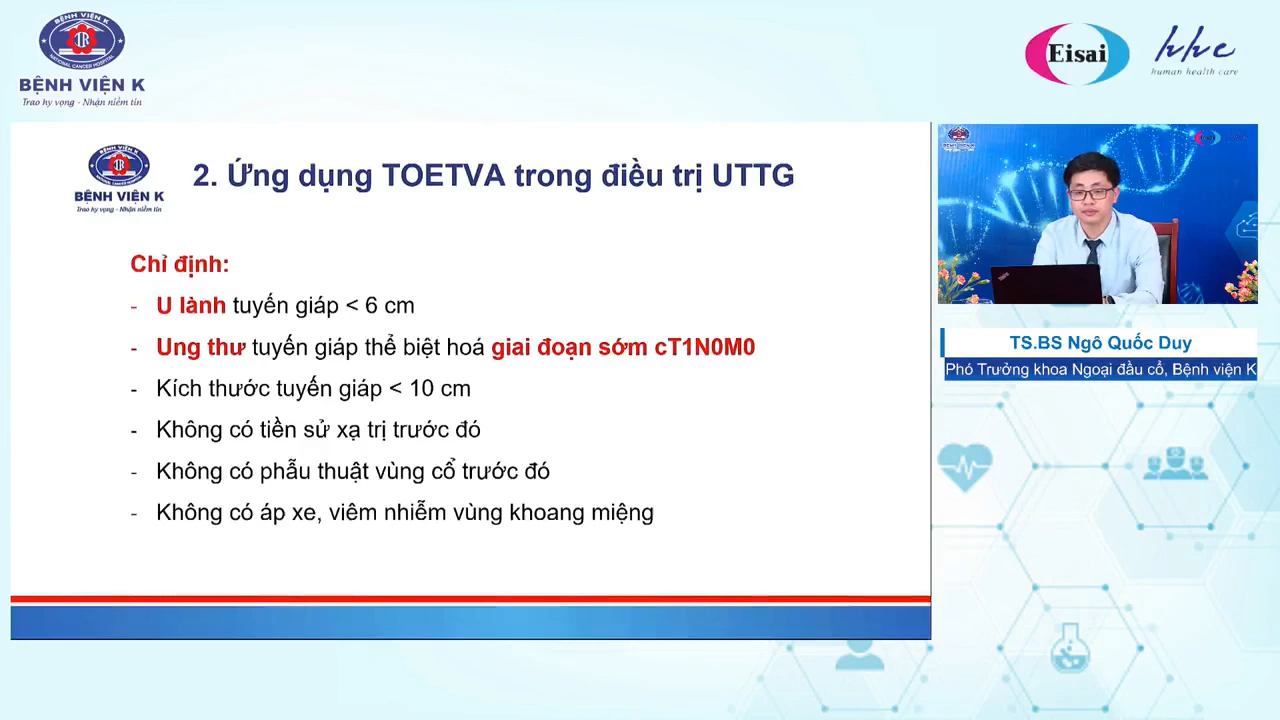 NATIONAL CANCER HOSPITAL
BỆNH VIỆN K
Trao hy vọng - Nhận niềm tin
Eisai
hhc
human health care
BỆNH VIỆN K
Trao hy vọng - Nhận niềm tin
2. Ứng dụng TOETVA trong điều trị UTTG
Chỉ định:
- U lành tuyến giáp < 6 cm
- Ung thư tuyến giáp thể biệt hoá giai đoạn sớm cT1N0M0
- Kích thước tuyến giáp < 10 cm
- Không có tiền sử xạ trị trước đó
- Không có phẫu thuật vùng cổ trước đó
- Không có áp xe, viêm nhiễm vùng khoang miệng
TS.BS Ngô Quốc Duy
Phó Trưởng khoa Ngoại đầu cổ, Bệnh viện K